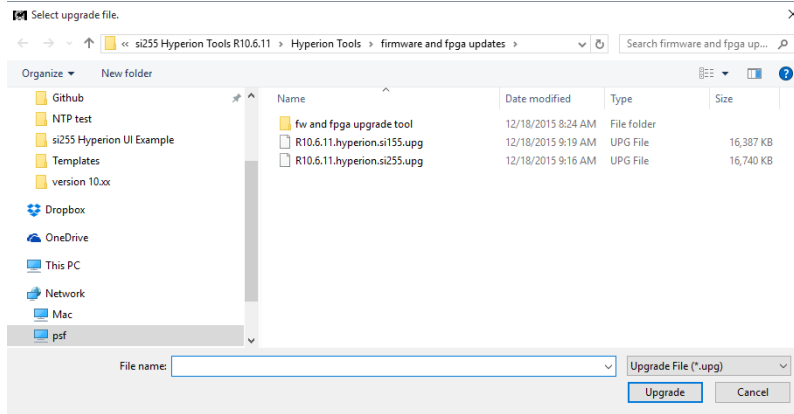 Select upgrade file.
« si255 Hyperion Tools R10.6.11 > Hyperion Tools > firmware and fpga updates >
Search firmware and fpga up...
Organize New folder
Github
NTP test
si255 Hyperion UI Example
Templates
version 10.xx
Dropbox
OneDrive
This PC
Network
Mac
psf
Name Date modified Type Size
fw and fpga upgrade tool 12/18/2015 8:24 AM File folder
R10.6.11.hyperion.si155.upg 12/18/2015 9:19 AM UPG File 16,387 KB
R10.6.11.hyperion.si255.upg 12/18/2015 9:16 AM UPG File 16,740 KB
File name: Upgrade File (*.upg)
Upgrade Cancel